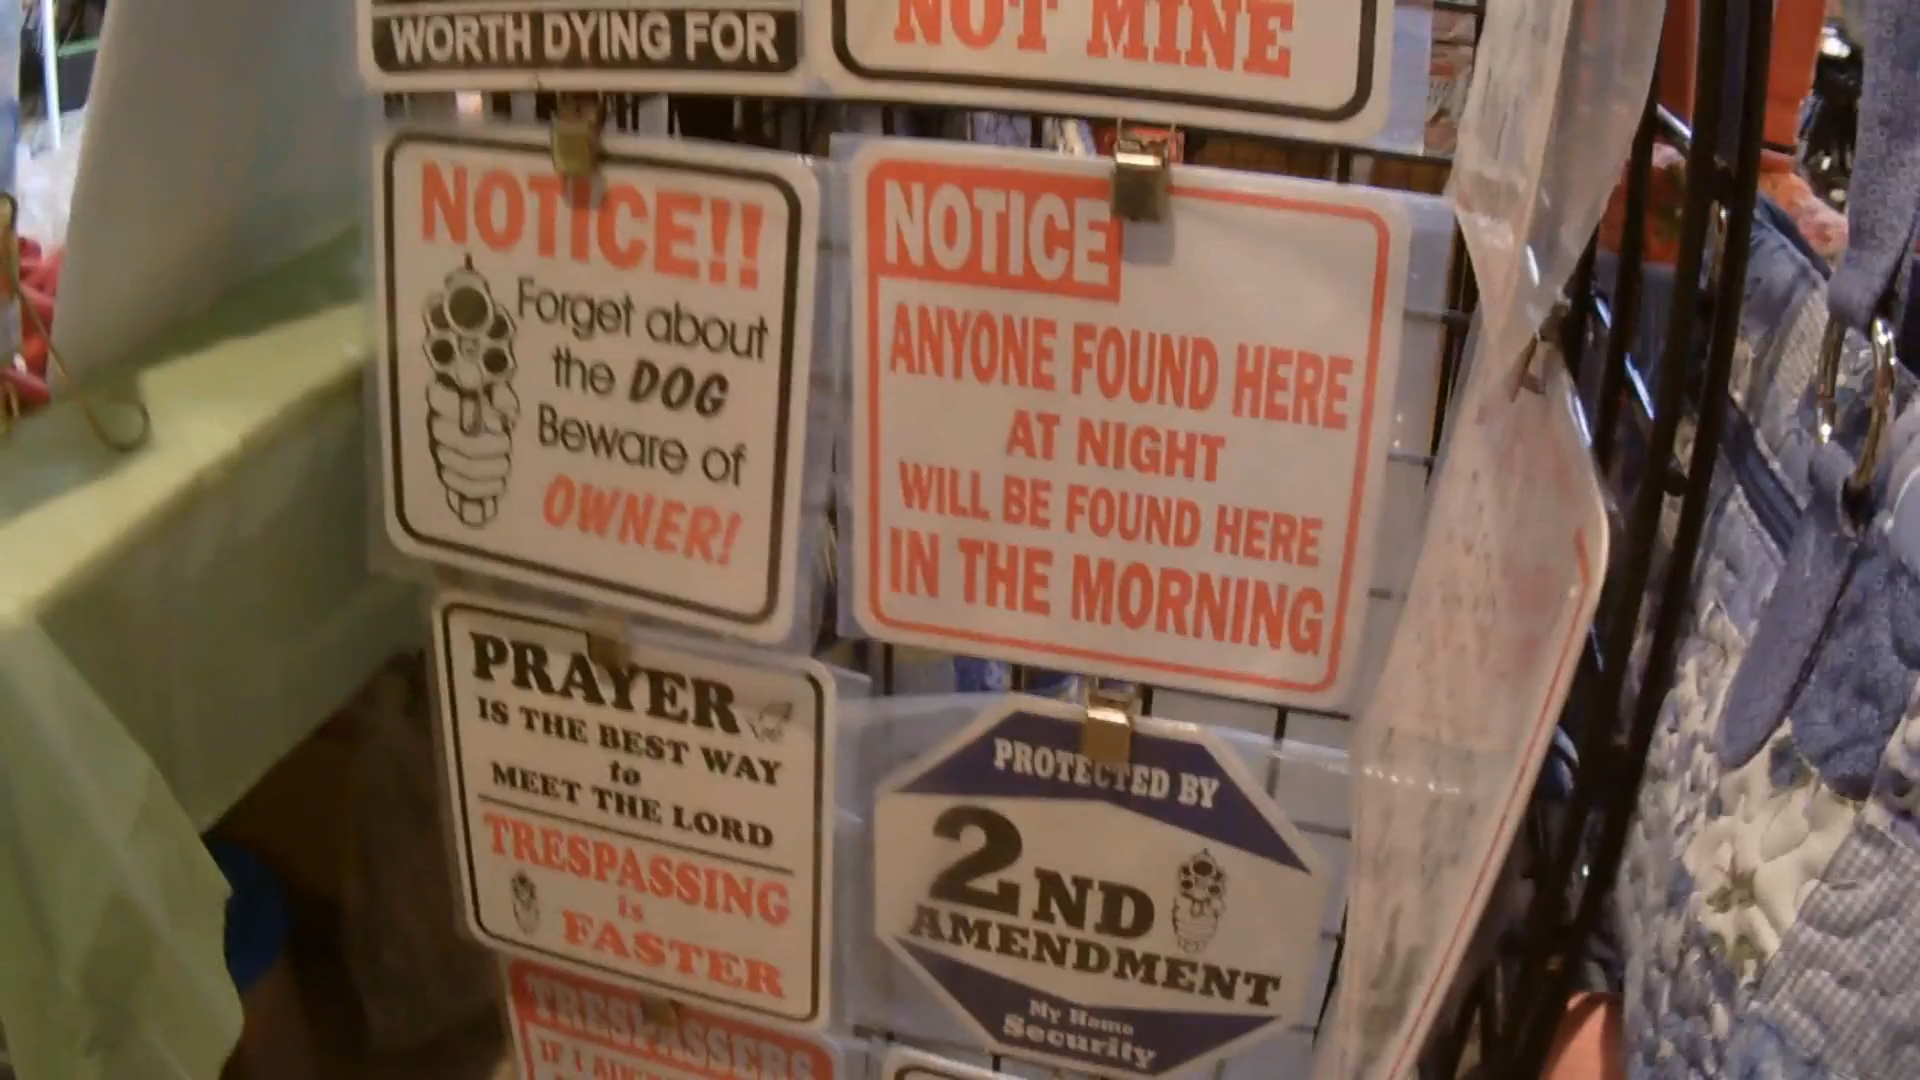 WORTH DYING FOR
NOT MINE
NOTICE!!
Forget about
the DOG
Beware of
OWNER!
NOTICE
ANYONE FOUND HERE
AT NIGHT
WILL BE FOUND HERE
IN THE MORNING
PRAYER
IS THE BEST WAY
to
MEET THE LORD
TRESPASSING
is
FASTER
PROTECTED BY
2ND
AMENDMENT
My Home
Security
TRESPASSERS
IF I